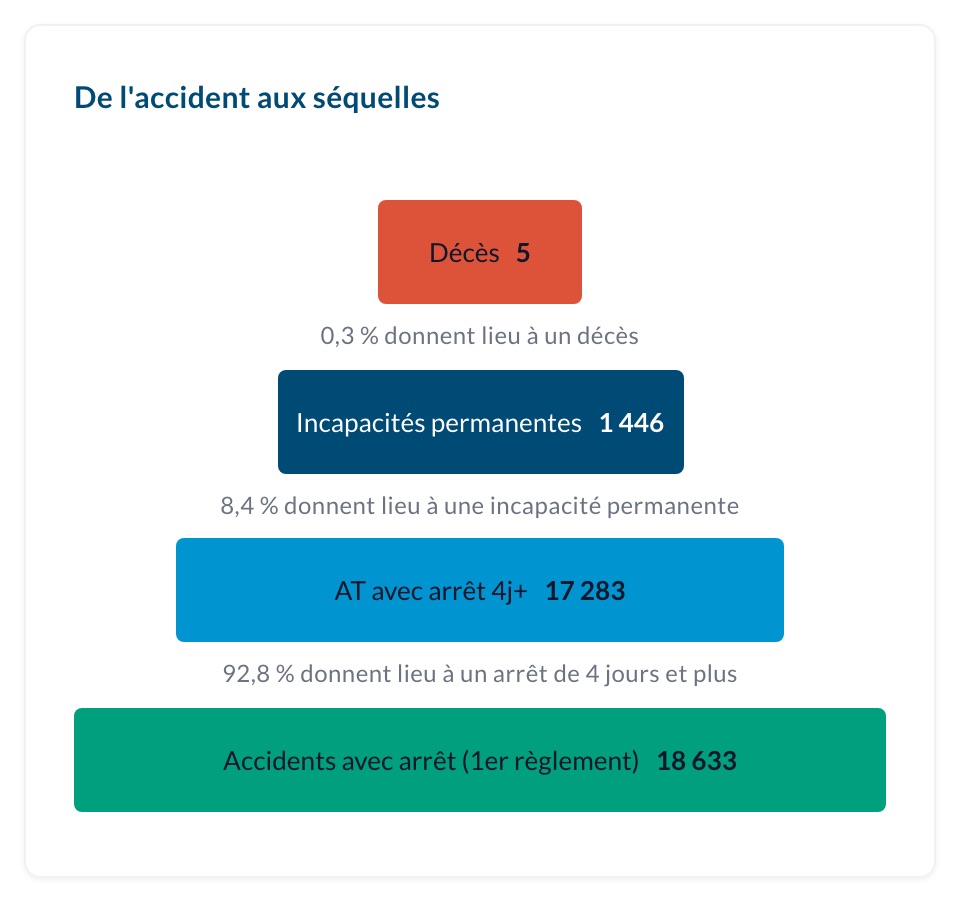 De l'accident aux séquelles
Décès 5
0,3 % donnent lieu à un décès
Incapacités permanentes 1 446
8,4 % donnent lieu à une incapacité permanente
AT avec arrêt 4j+ 17 283
92,8 % donnent lieu à un arrêt de 4 jours et plus
Accidents avec arrêt (1er règlement) 18 633